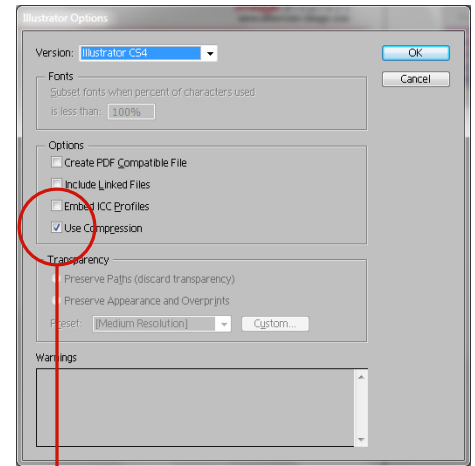 Illustrator Options
Version: Illustrator CS4
OK
Cancel
Fonts
Subset fonts when percent of characters used
is less than: 100%
Options
Create PDF Compatible File
Include Linked Files
Embed ICC Profiles
Use Compression
Transparency
Preserve Paths (discard transparency)
Preserve Appearance and Overprints
Preset: [Medium Resolution] Custom...
Warnings